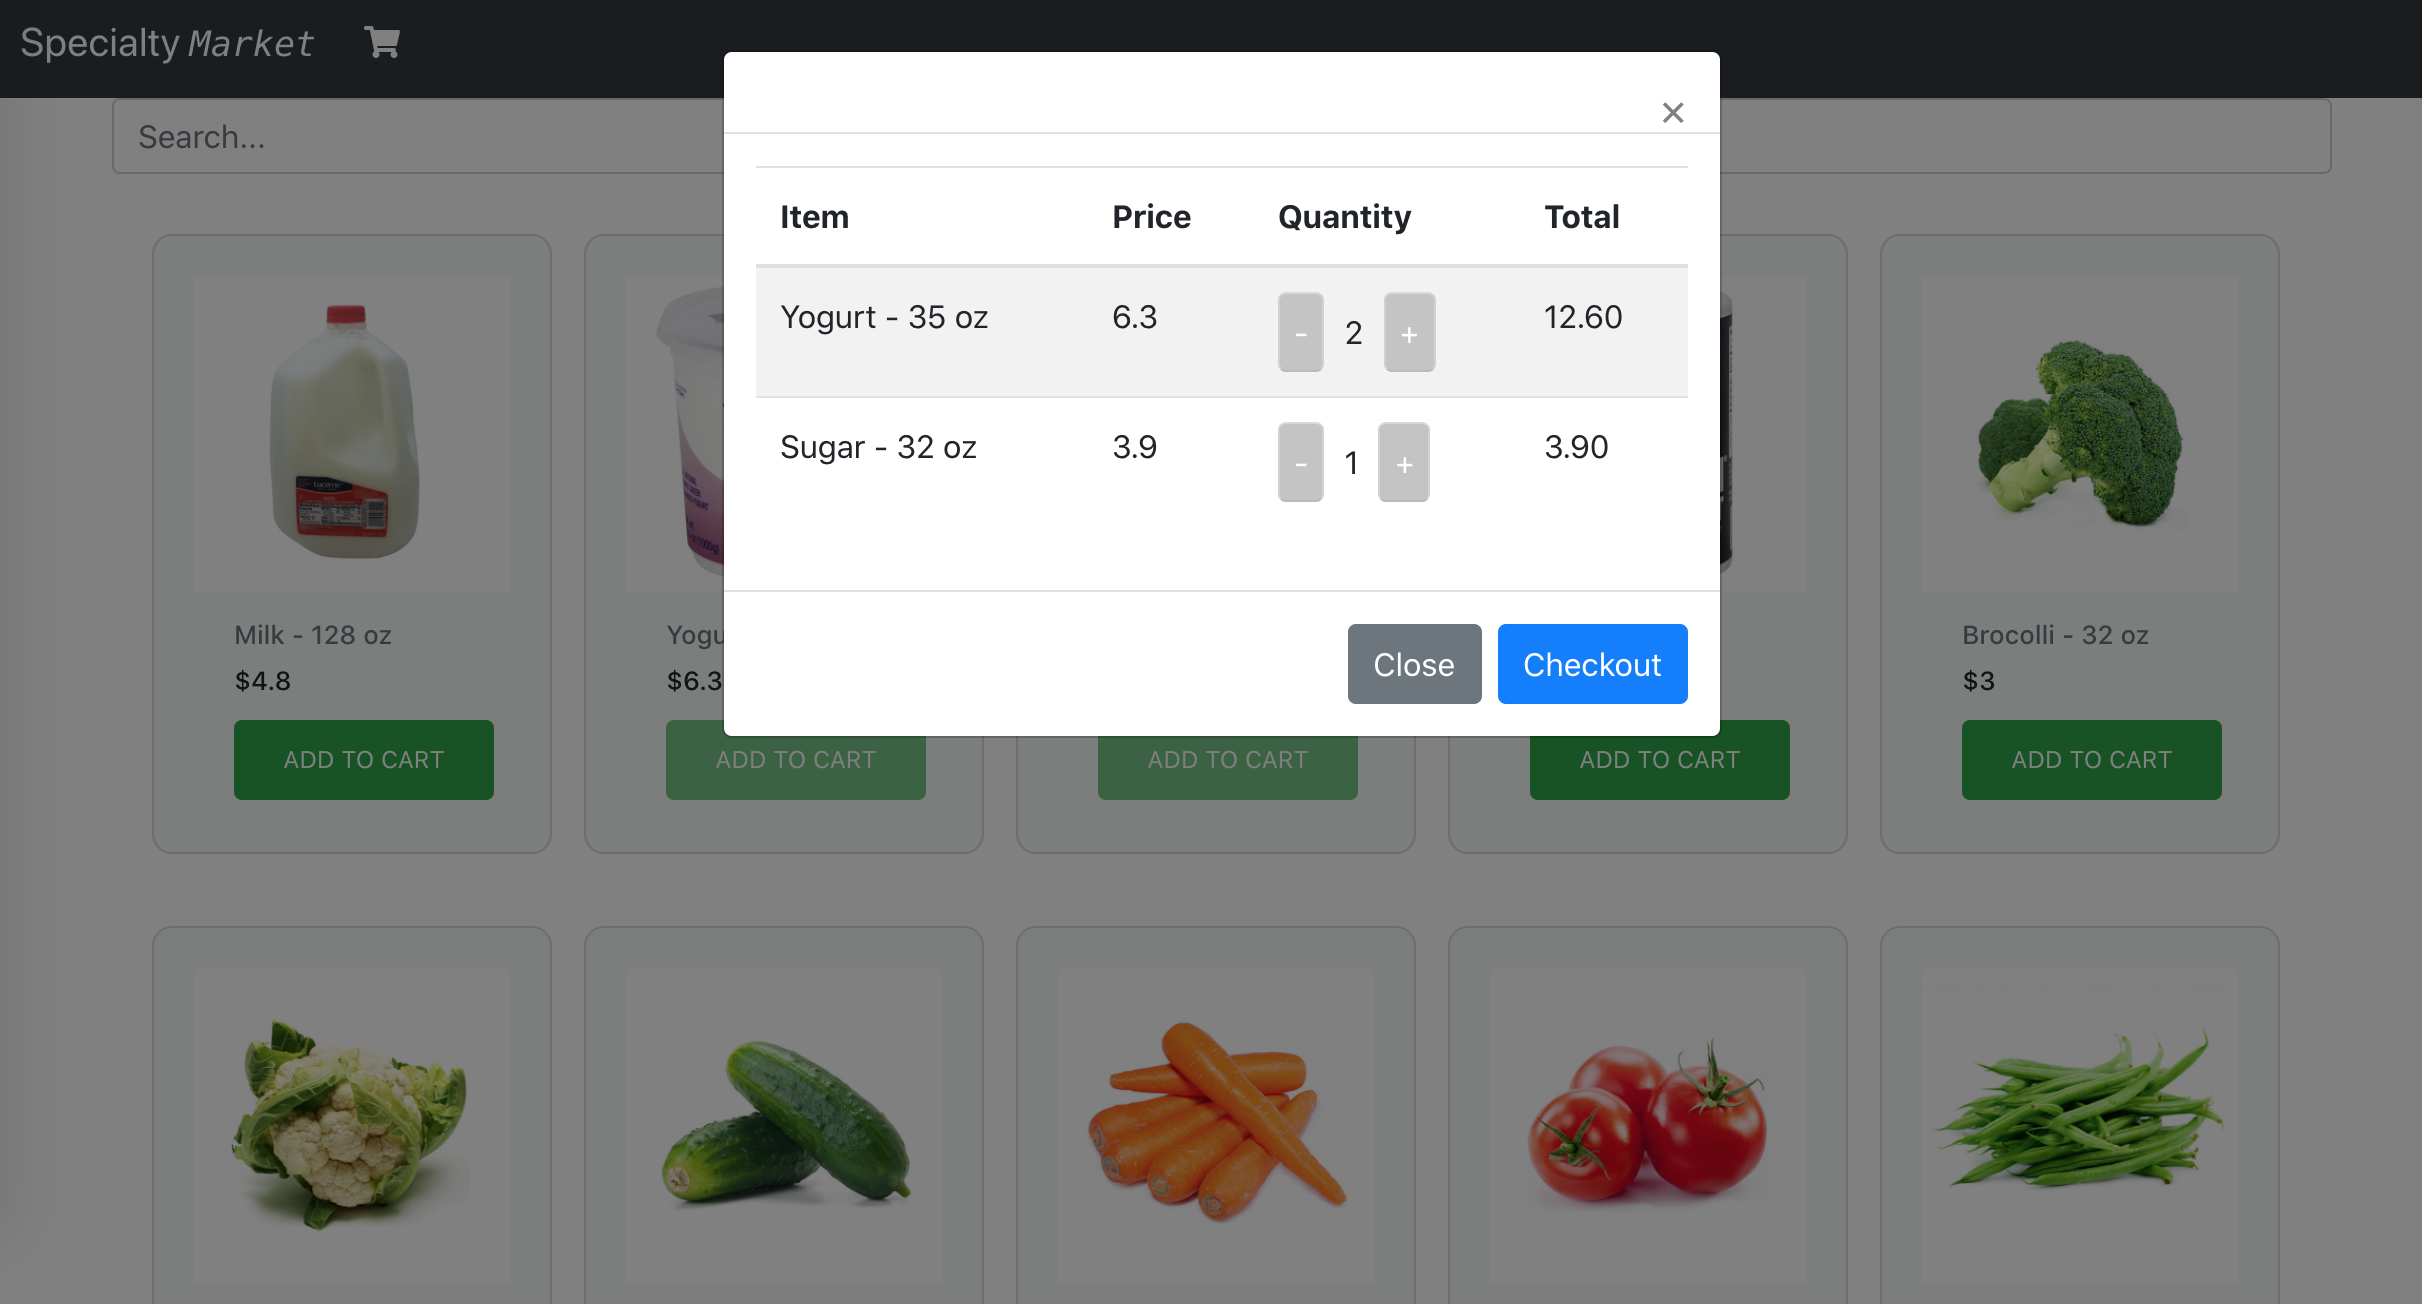 Specialty Market
×
Search...
Item Price Quantity Total
Yogurt - 35 oz 6.3 - 2 + 12.60
Sugar - 32 oz 3.9 - 1 + 3.90
Close Checkout
Milk - 128 oz
$4.8
ADD TO CART
Yogu
$6.3
ADD TO CART
ADD TO CART
ADD TO CART
Brocolli - 32 oz
$3
ADD TO CART